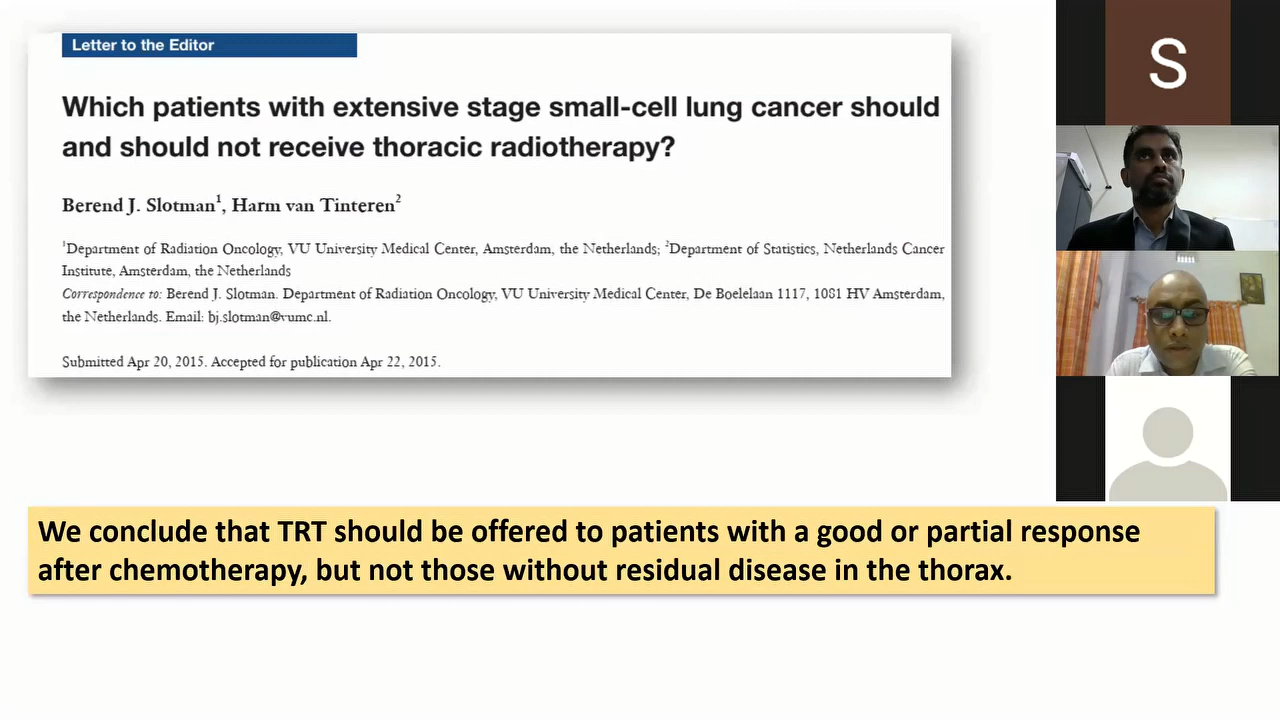 Letter to the Editor
Which patients with extensive stage small-cell lung cancer should
and should not receive thoracic radiotherapy?
Berend J. Slotman1, Harm van Tinteren2
1Department of Radiation Oncology, VU University Medical Center, Amsterdam, the Netherlands; 2Department of Statistics, Netherlands Cancer
Institute, Amsterdam, the Netherlands
Correspondence to: Berend J. Slotman. Department of Radiation Oncology, VU University Medical Center, De Boelelaan 1117, 1081 HV Amsterdam,
the Netherlands. Email: bj.slotman@vumc.nl.
Submitted Apr 20, 2015. Accepted for publication Apr 22, 2015.
S
We conclude that TRT should be offered to patients with a good or partial response
after chemotherapy, but not those without residual disease in the thorax.